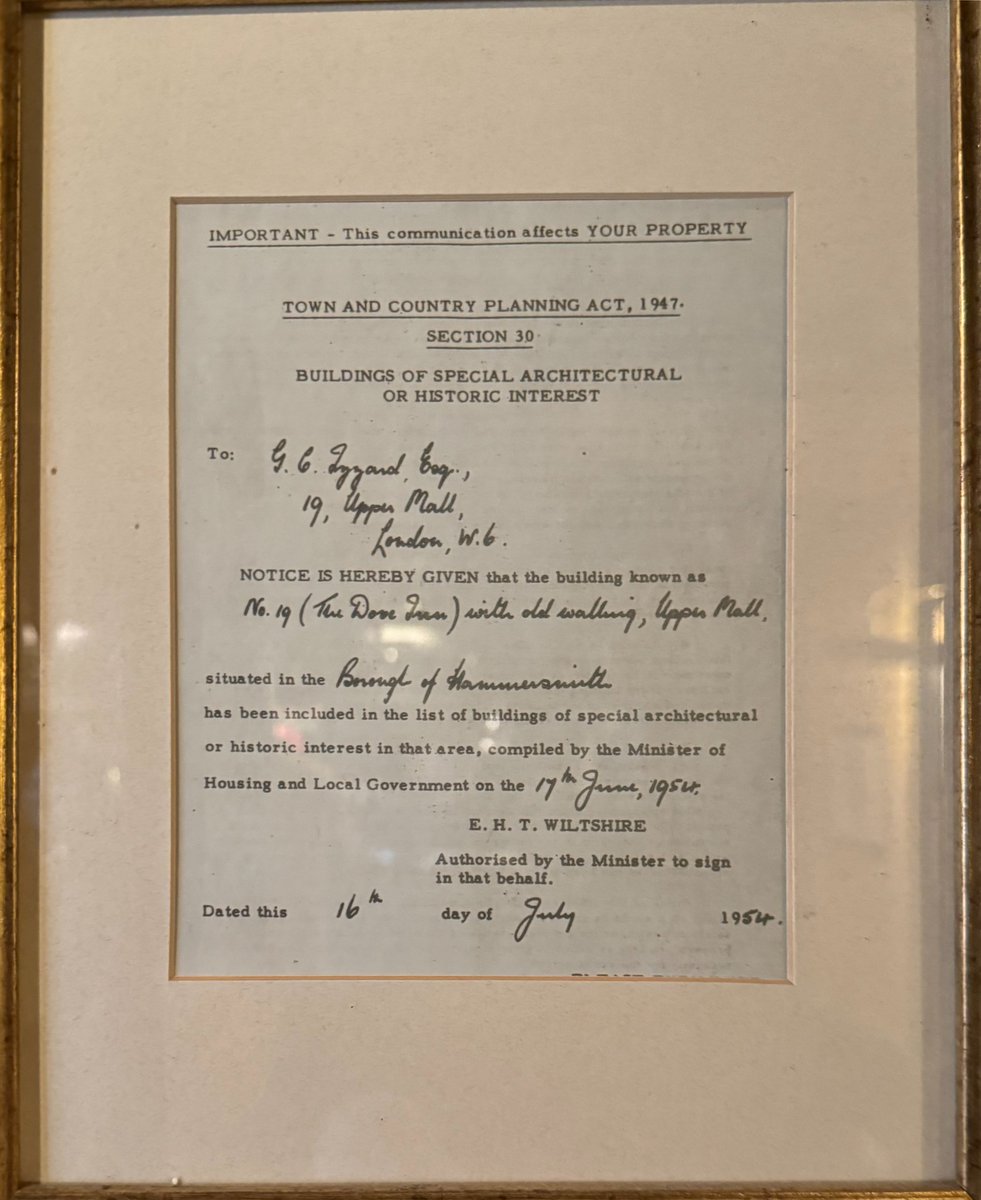 IMPORTANT - This communication affects YOUR PROPERTY
TOWN AND COUNTRY PLANNING ACT, 1947.
SECTION 30
BUILDINGS OF SPECIAL ARCHITECTURAL
OR HISTORIC INTEREST
To: G. C. Izzard, Esq.,
19, Upper Mall,
London, W.6.
NOTICE IS HEREBY GIVEN that the building known as
No. 19 (The Dove Inn) with old walling, Upper Mall,
situated in the Borough of Hammersmith
has been included in the list of buildings of special architectural
or historic interest in that area, compiled by the Minister of
Housing and Local Government on the 17th June, 1954.
E. H. T. WILTSHIRE
Authorised by the Minister to sign
in that behalf.
Dated this 16th day of July 1954.